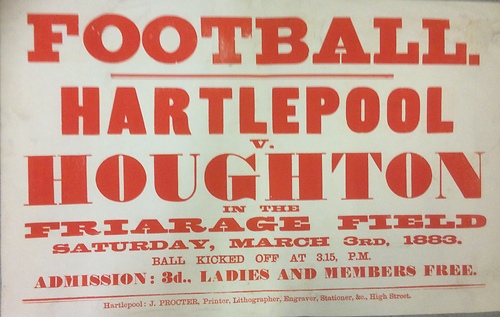 FOOTBALL.
HARTLEPOOL
V.
HOUGHTON
IN THE
FRIARAGE FIELD
SATURDAY, MARCH 3RD, 1883.
BALL KICKED OFF AT 3.15, P.M.
ADMISSION: 3d., LADIES AND MEMBERS FREE.
Hartlepool: J. PROCTER, Printer, Lithographer, Engraver, Stationer, &c., High Street.